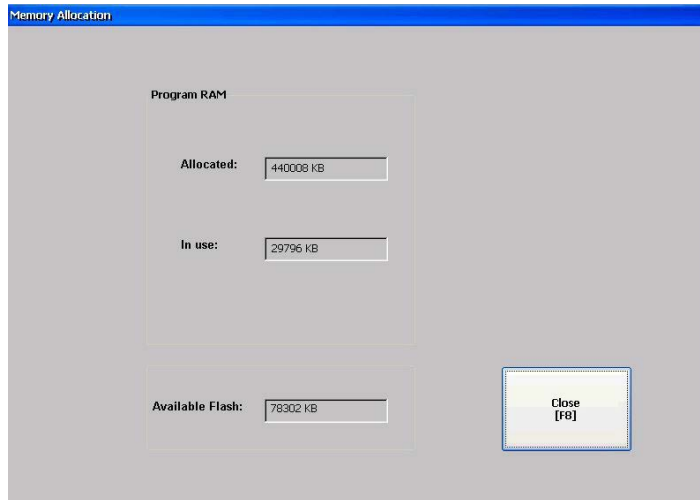 Memory Allocation
Program RAM
Allocated: 440008 KB
In use: 29796 KB
Available Flash: 78302 KB
Close
[F8]